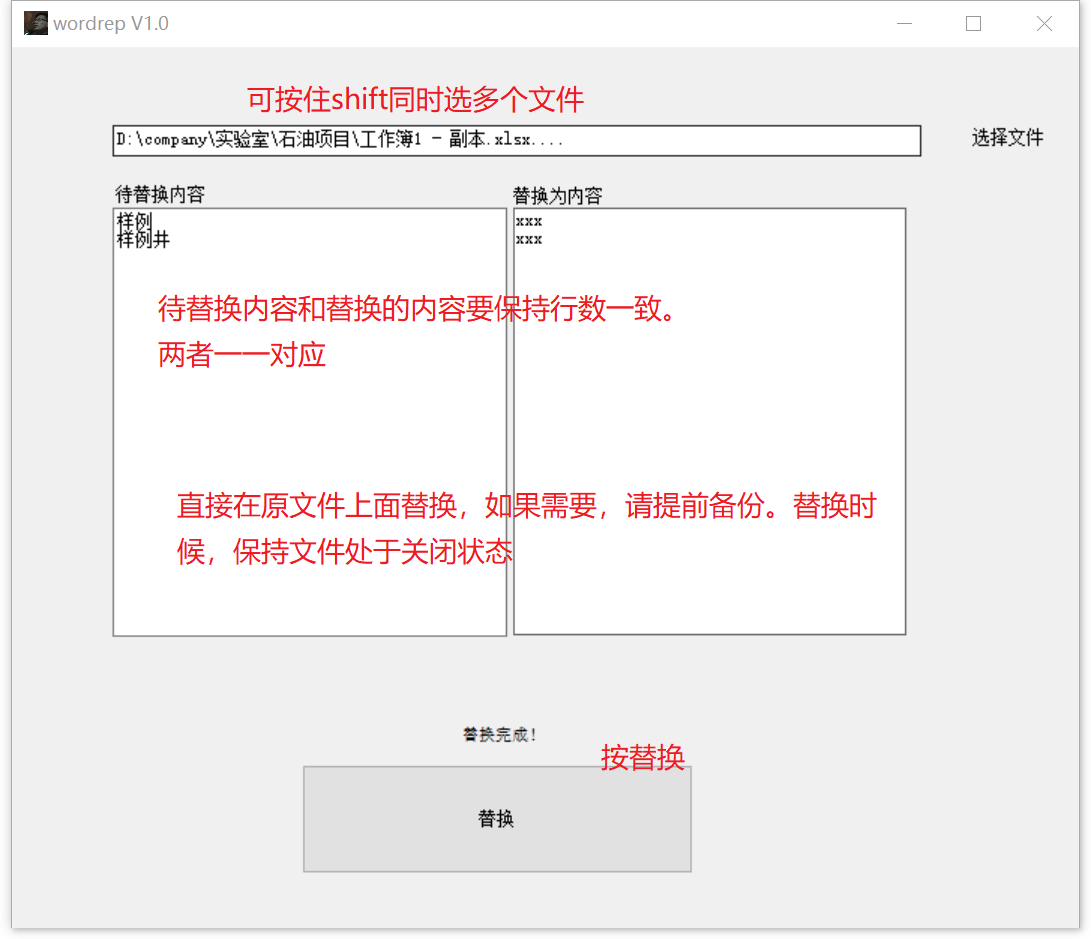 wordrep V1.0
可按住shift同时选多个文件
D:\company\实验室\石油项目\工作簿1 - 副本.xlsx....
选择文件
待替换内容
替换为内容
样例
样例井
xxx
xxx
待替换内容和替换的内容要保持行数一致。
两者一一对应
直接在原文件上面替换，如果需要，请提前备份。替换时
候，保持文件处于关闭状态
替换完成!
按替换
替换